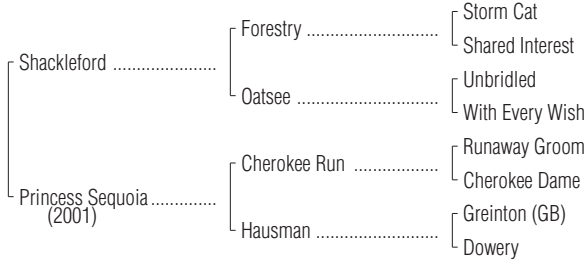 Storm Cat
Forestry ........................
Shared Interest
Shackleford ....................
Unbridled
Oatsee ...........................
With Every Wish
Runaway Groom
Cherokee Run ................
Cherokee Dame
Princess Sequoia .............
(2001)
Greinton (GB)
Hausman .......................
Dowery